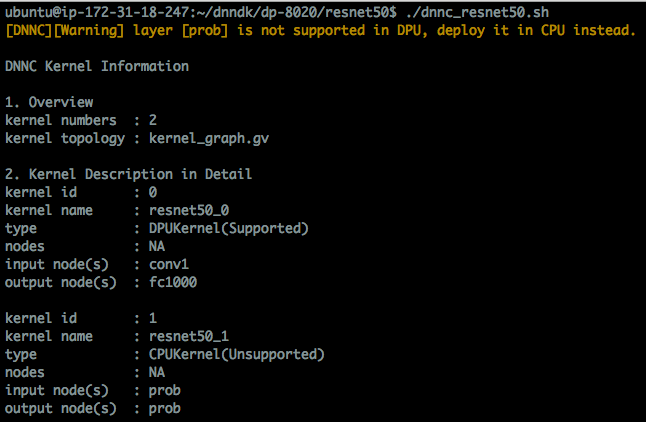 ubuntu@ip-172-31-18-247:~/dnndk/dp-8020/resnet50$ ./dnnc_resnet50.sh
[DNNC][Warning] layer [prob] is not supported in DPU, deploy it in CPU instead.
DNNC Kernel Information
1. Overview
kernel numbers  : 2
kernel topology : kernel_graph.gv
2. Kernel Description in Detail
kernel id       : 0
kernel name     : resnet50_0
type            : DPUKernel(Supported)
nodes           : NA
input node(s)   : conv1
output node(s)  : fc1000
kernel id       : 1
kernel name     : resnet50_1
type            : CPUKernel(Unsupported)
nodes           : NA
input node(s)   : prob
output node(s)  : prob